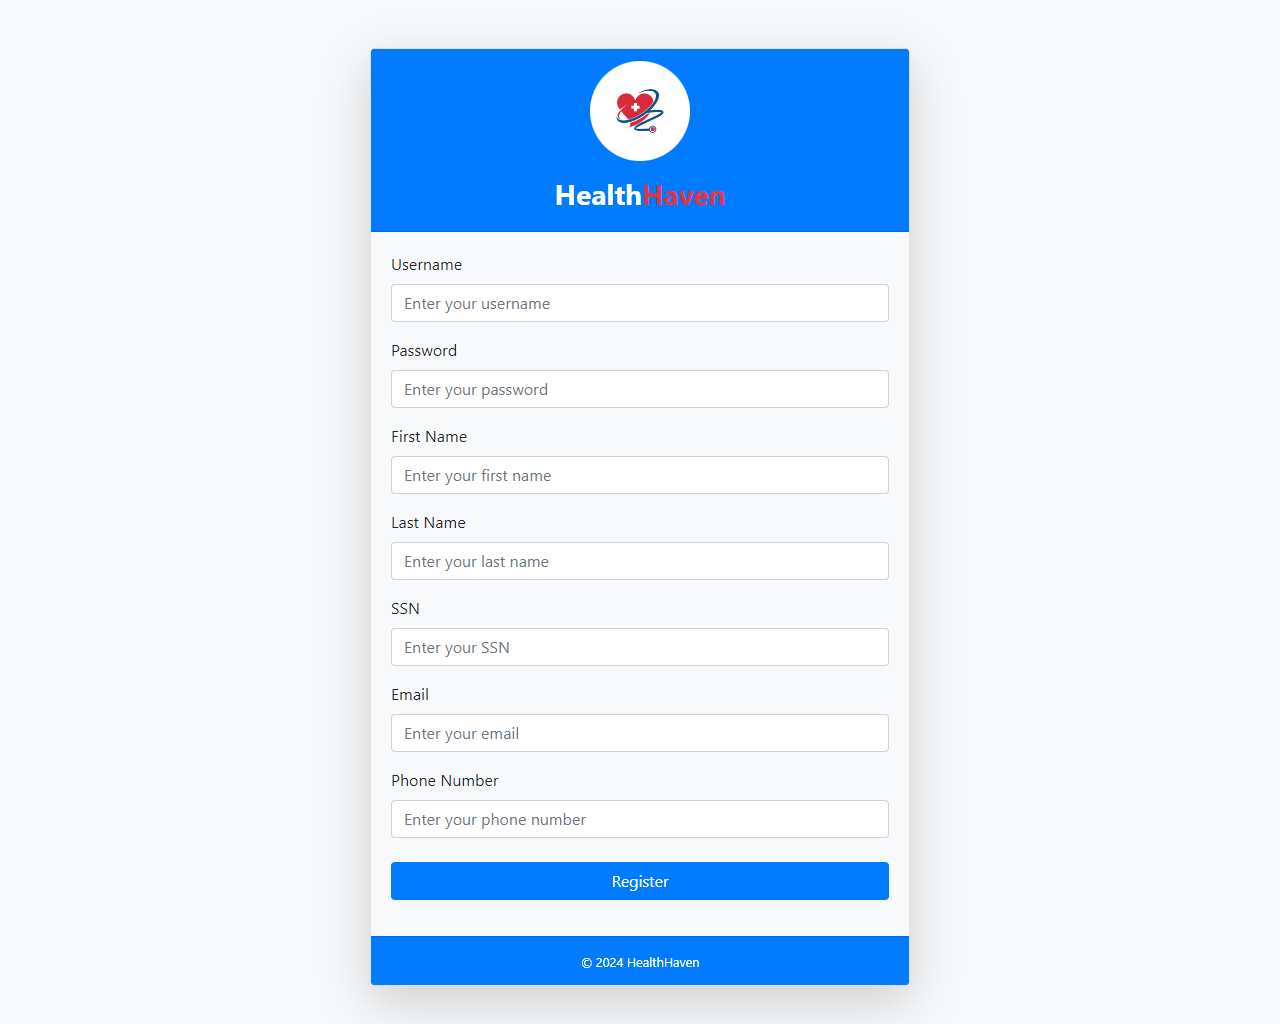 HealthHaven
Username
Enter your username
Password
Enter your password
First Name
Enter your first name
Last Name
Enter your last name
SSN
Enter your SSN
Email
Enter your email
Phone Number
Enter your phone number
Register
© 2024 HealthHaven